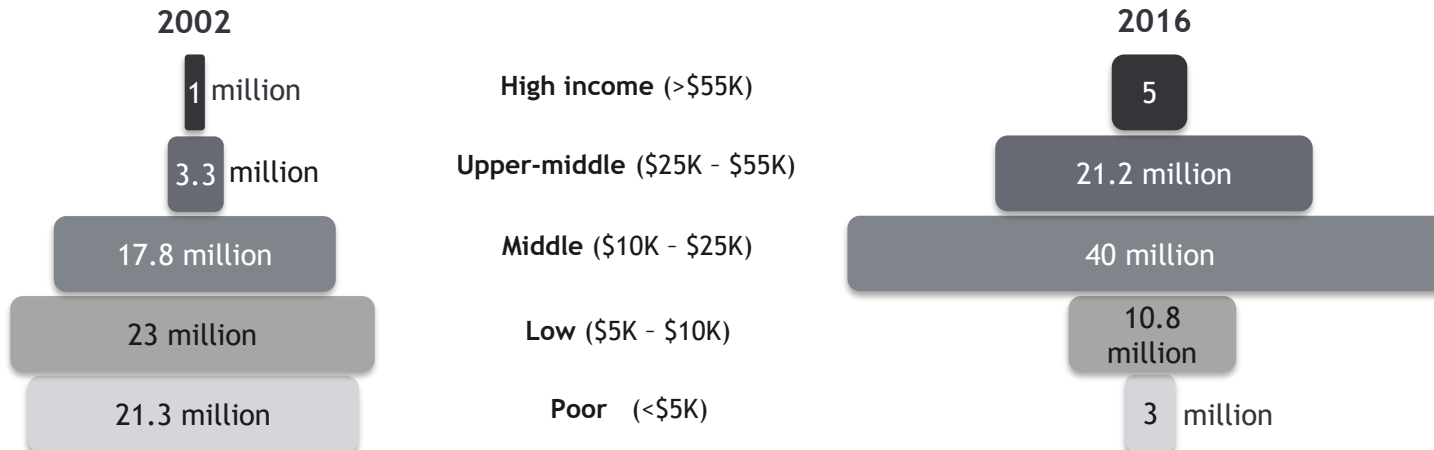 2002
2016
1 million
High income (>$55K)
5
3.3 million
Upper-middle ($25K – $55K)
21.2 million
17.8 million
Middle ($10K – $25K)
40 million
23 million
Low ($5K – $10K)
10.8
million
21.3 million
Poor (<$5K)
3 million